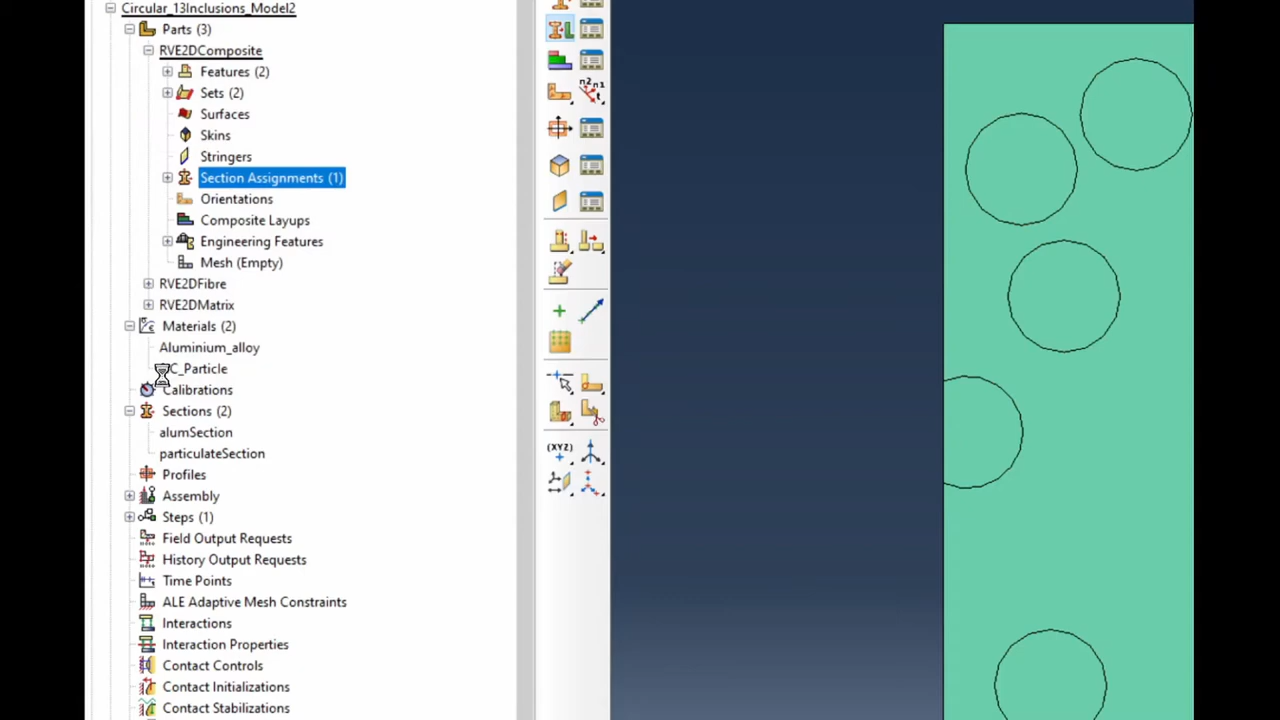 Circular_13Inclusions_Model2
Parts (3)
RVE2DComposite
Features (2)
Sets (2)
Surfaces
Skins
Stringers
Section Assignments (1)
Orientations
Composite Layups
Engineering Features
Mesh (Empty)
RVE2DFibre
RVE2DMatrix
Materials (2)
Aluminium_alloy
C_Particle
Calibrations
Sections (2)
alumSection
particulateSection
Profiles
Assembly
Steps (1)
Field Output Requests
History Output Requests
Time Points
ALE Adaptive Mesh Constraints
Interactions
Interaction Properties
Contact Controls
Contact Initializations
Contact Stabilizations
n2 n1
t
(XYZ)